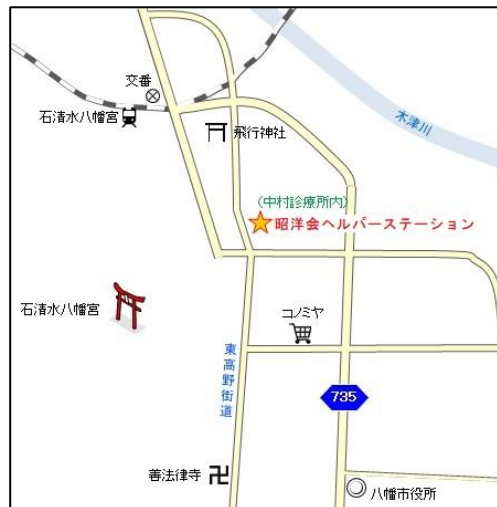 交番
石清水八幡宮
飛行神社
木津川
(中村診療所内)
昭洋会ヘルパーステーション
石清水八幡宮
コノミヤ
東高野街道
735
善法律寺
八幡市役所